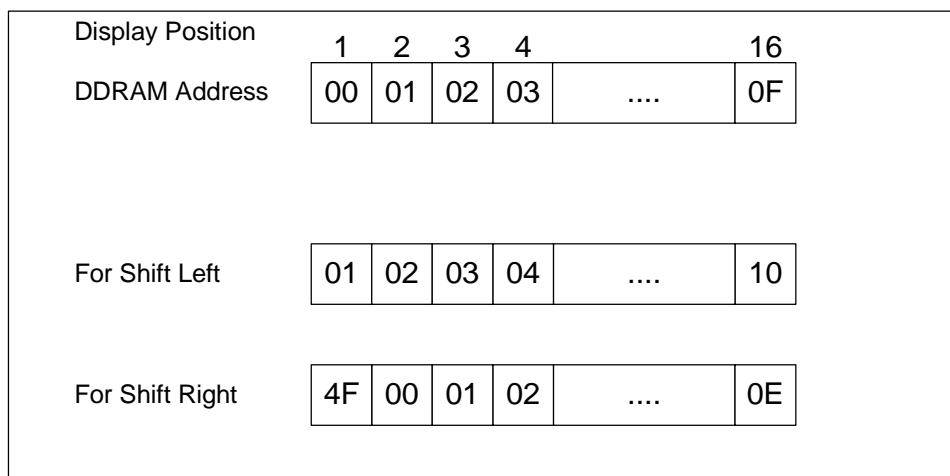 Display Position
1 2 3 4 16
DDRAM Address 00 01 02 03 .... 0F
For Shift Left 01 02 03 04 .... 10
For Shift Right 4F 00 01 02 .... 0E